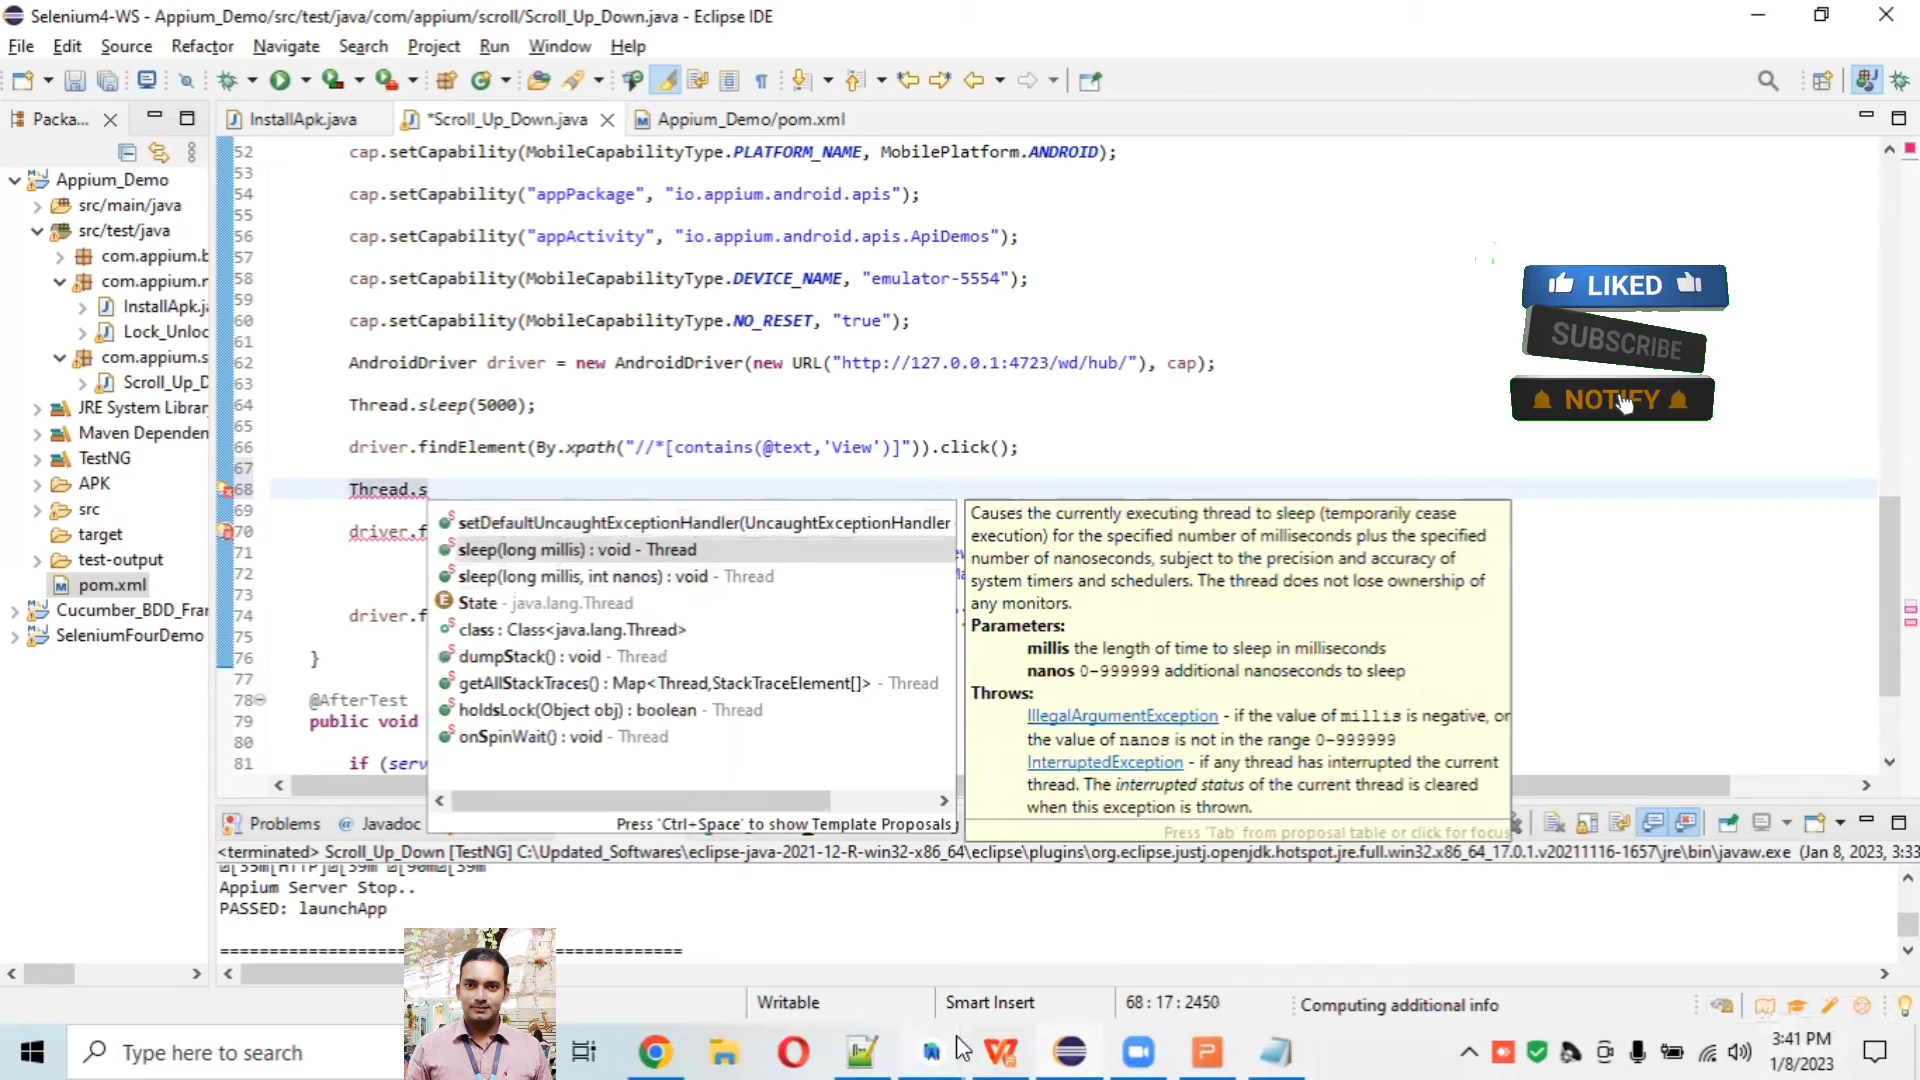 Selenium4-WS - Appium_Demo/src/test/java/com/appium/scroll/Scroll_Up_Down.java - Eclipse IDE
File Edit Source Refactor Navigate Search Project Run Window Help
Packa...
InstallApk.java
*Scroll_Up_Down.java
Appium_Demo/pom.xml
Appium_Demo
src/main/java
src/test/java
com.appium.b
com.appium.r
InstallApk.j
Lock_Unloc
com.appium.s
Scroll_Up_D
JRE System Library
Maven Dependen
TestNG
APK
src
target
test-output
pom.xml
Cucumber_BDD_Fra
SeleniumFourDemo
52 cap.setCapability(MobileCapabilityType.PLATFORM_NAME, MobilePlatform.ANDROID);
53
54 cap.setCapability("appPackage", "io.appium.android.apis");
55
56 cap.setCapability("appActivity", "io.appium.android.apis.ApiDemos");
57
58 cap.setCapability(MobileCapabilityType.DEVICE_NAME, "emulator-5554");
59
60 cap.setCapability(MobileCapabilityType.NO_RESET, "true");
61
62 AndroidDriver driver = new AndroidDriver(new URL("http://127.0.0.1:4723/wd/hub/"), cap);
63
64 Thread.sleep(5000);
65
66 driver.findElement(By.xpath("//*[contains(@text,'View')]")).click();
67
68 Thread.s
69
70 driver.f
72
73
74 driver.f
75
76 }
77
78 @AfterTest
79 public void
80
81 if (serv
setDefaultUncaughtExceptionHandler(UncaughtExceptionHandler
sleep(long millis) : void - Thread
sleep(long millis, int nanos) : void - Thread
State - java.lang.Thread
class : Class<java.lang.Thread>
dumpStack() : void - Thread
getAllStackTraces() : Map<Thread,StackTraceElement[]> - Thread
holdsLock(Object obj) : boolean - Thread
onSpinWait() : void - Thread
Press 'Ctrl+Space' to show Template Proposals
Causes the currently executing thread to sleep (temporarily cease
execution) for the specified number of milliseconds plus the specified
number of nanoseconds, subject to the precision and accuracy of
system timers and schedulers. The thread does not lose ownership of
any monitors.
Parameters:
millis the length of time to sleep in milliseconds
nanos 0-999999 additional nanoseconds to sleep
Throws:
IllegalArgumentException - if the value of millis is negative, or
the value of nanos is not in the range 0-999999
InterruptedException - if any thread has interrupted the current
thread. The interrupted status of the current thread is cleared
when this exception is thrown.
Press 'Tab' from proposal table or click for focus
LIKED
SUBSCRIBE
NOTIFY
Problems @ Javadoc
<terminated> Scroll_Up_Down [TestNG] C:\Updated_Softwares\eclipse-java-2021-12-R-win32-x86_64\eclipse\plugins\org.eclipse.justj.openjdk.hotspot.jre.full.win32.x86_64_17.0.1.v20211116-1657\jre\bin\javaw.exe (Jan 8, 2023, 3:33
Appium Server Stop..
PASSED: launchApp
Writable
Smart Insert
68 : 17 : 2450
Computing additional info
Type here to search
3:41 PM
1/8/2023